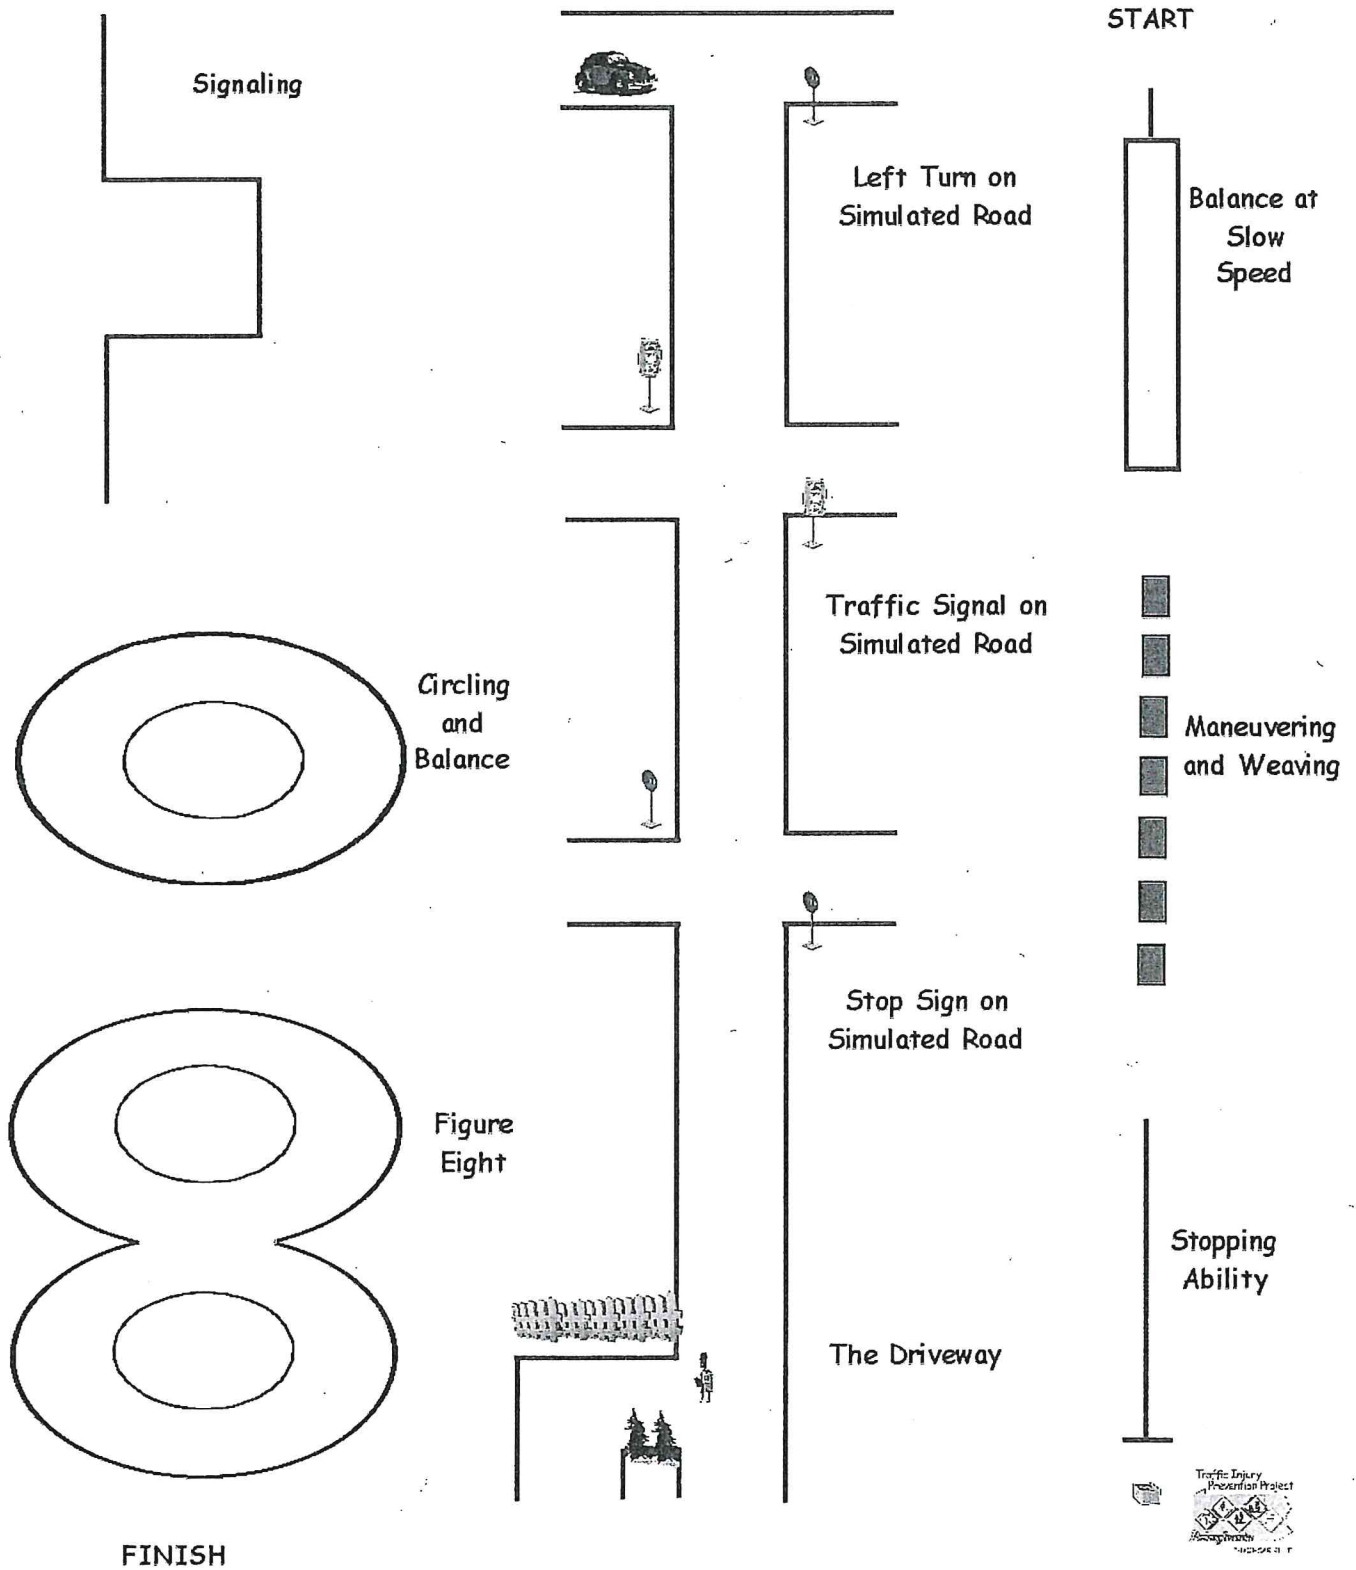 START
Signaling
Left Turn on
Simulated Road
Balance at
Slow
Speed
Traffic Signal on
Simulated Road
Circling
and
Balance
Maneuvering
and Weaving
Stop Sign on
Simulated Road
Figure
Eight
Stopping
Ability
The Driveway
Traffic Injury
Prevention Project
FINISH